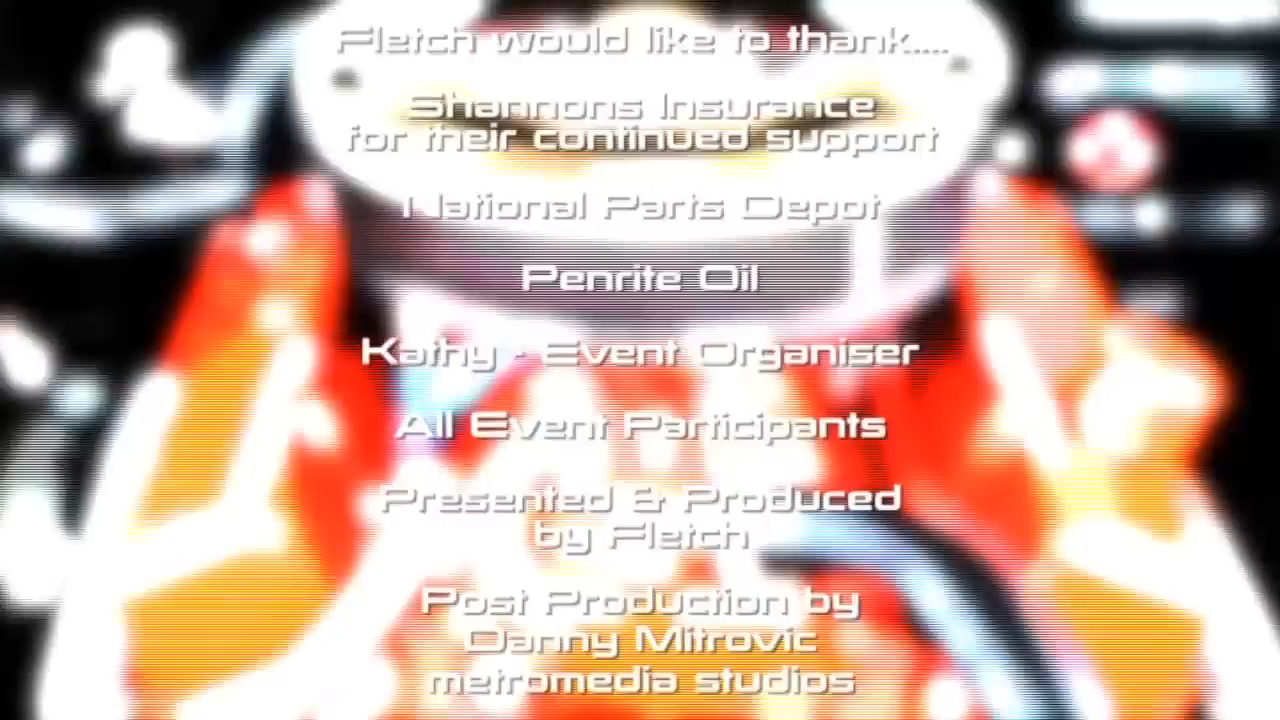 Fletch would like to thank....
Shannons Insurance
for their continued support
National Parts Depot
Penrite Oil
Kathy - Event Organiser
All Event Participants
Presented & Produced
by Fletch
Post Production by
Danny Mitrovic
metromedia studios